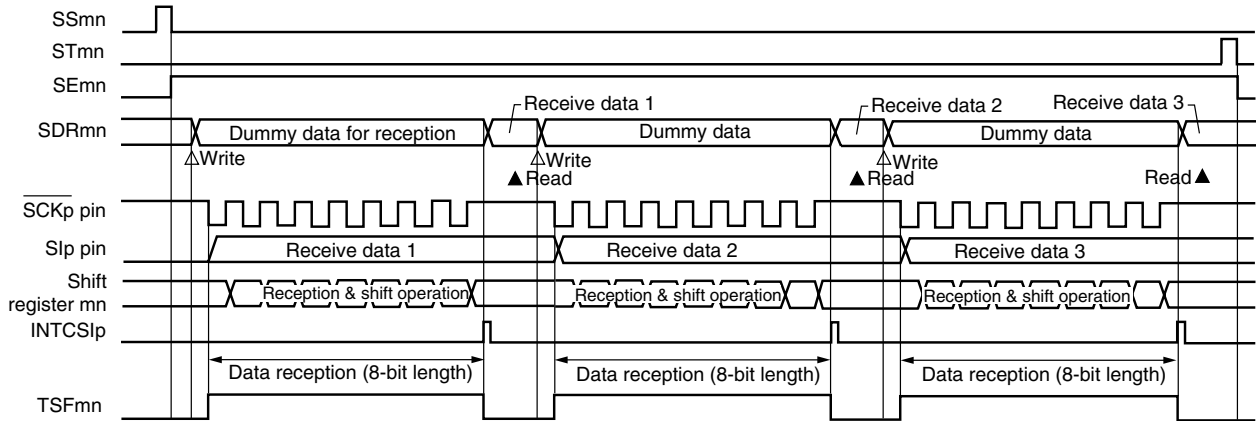 SSmn
STmn
SEmn
Receive data 1 Receive data 2 Receive data 3
SDRmn Dummy data for reception Dummy data Dummy data
Write Write Write
Read Read Read
SCKp pin
SIp pin Receive data 1 Receive data 2 Receive data 3
Shift
register mn Reception & shift operation Reception & shift operation Reception & shift operation
INTCSIp
Data reception (8-bit length) Data reception (8-bit length) Data reception (8-bit length)
TSFmn